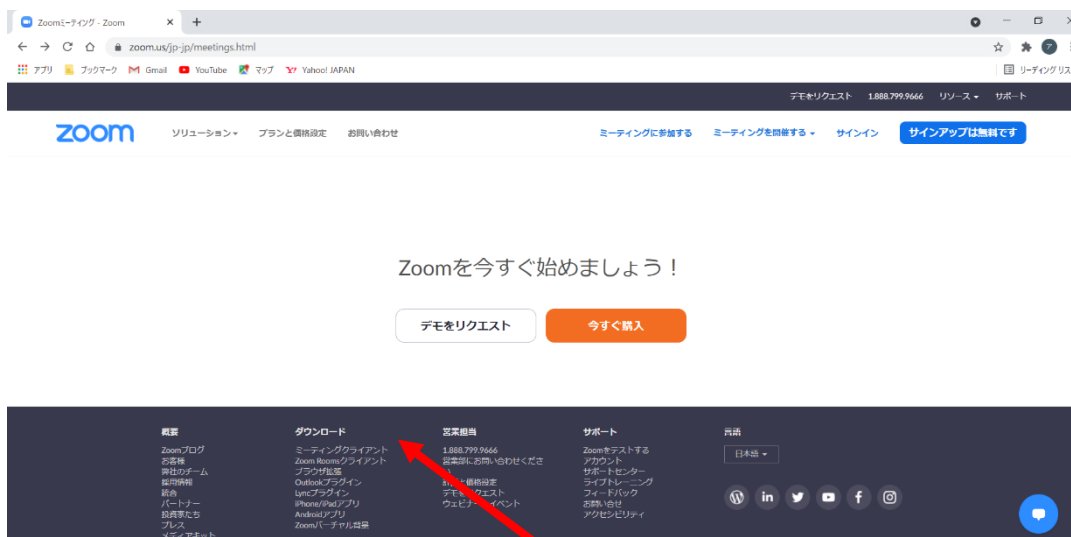 Zoomミーティング - Zoom
zoom.us/jp-jp/meetings.html
アプリ ブックマーク Gmail YouTube マップ Yahoo! JAPAN リーディング リス
デモをリクエスト 1.888.799.9666 リソース サポート
zoom ソリューション プランと価格設定 お問い合わせ ミーティングに参加する ミーティングを開催する サインイン サインアップは無料です
Zoomを今すぐ始めましょう！
デモをリクエスト 今すぐ購入
概要
Zoomブログ
お客様
弊社のチーム
採用情報
統合
パートナー
投資家たち
プレス
メディアキット
ダウンロード
ミーティングクライアント
Zoom Roomsクライアント
ブラウザ拡張
Outlookプラグイン
Lyncプラグイン
iPhone/iPadアプリ
Androidアプリ
Zoomバーチャル背景
営業担当
1.888.799.9666
営業部にお問い合わせくださ
い
と価格設定
デモをリクエスト
ウェビナー イベント
サポート
Zoomをテストする
アカウント
サポートセンター
ライブトレーニング
フィードバック
お問い合せ
アクセシビリティ
言語
日本語